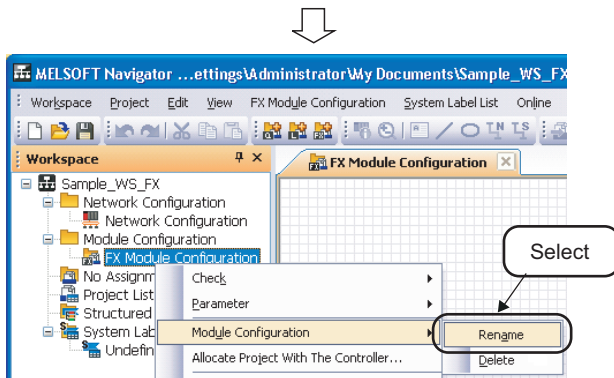 MELSOFT Navigator ...ettings\Administrator\My Documents\Sample_WS_FX
Workspace Project Edit View FX Module Configuration System Label List Online
Workspace
FX Module Configuration
Sample_WS_FX
Network Configuration
Network Configuration
Module Configuration
FX Module Configuration
Select
No Assignm
Check
Project List
Parameter
Structured
System Lab
Module Configuration
Rename
Undefin
Allocate Project With The Controller...
Delete